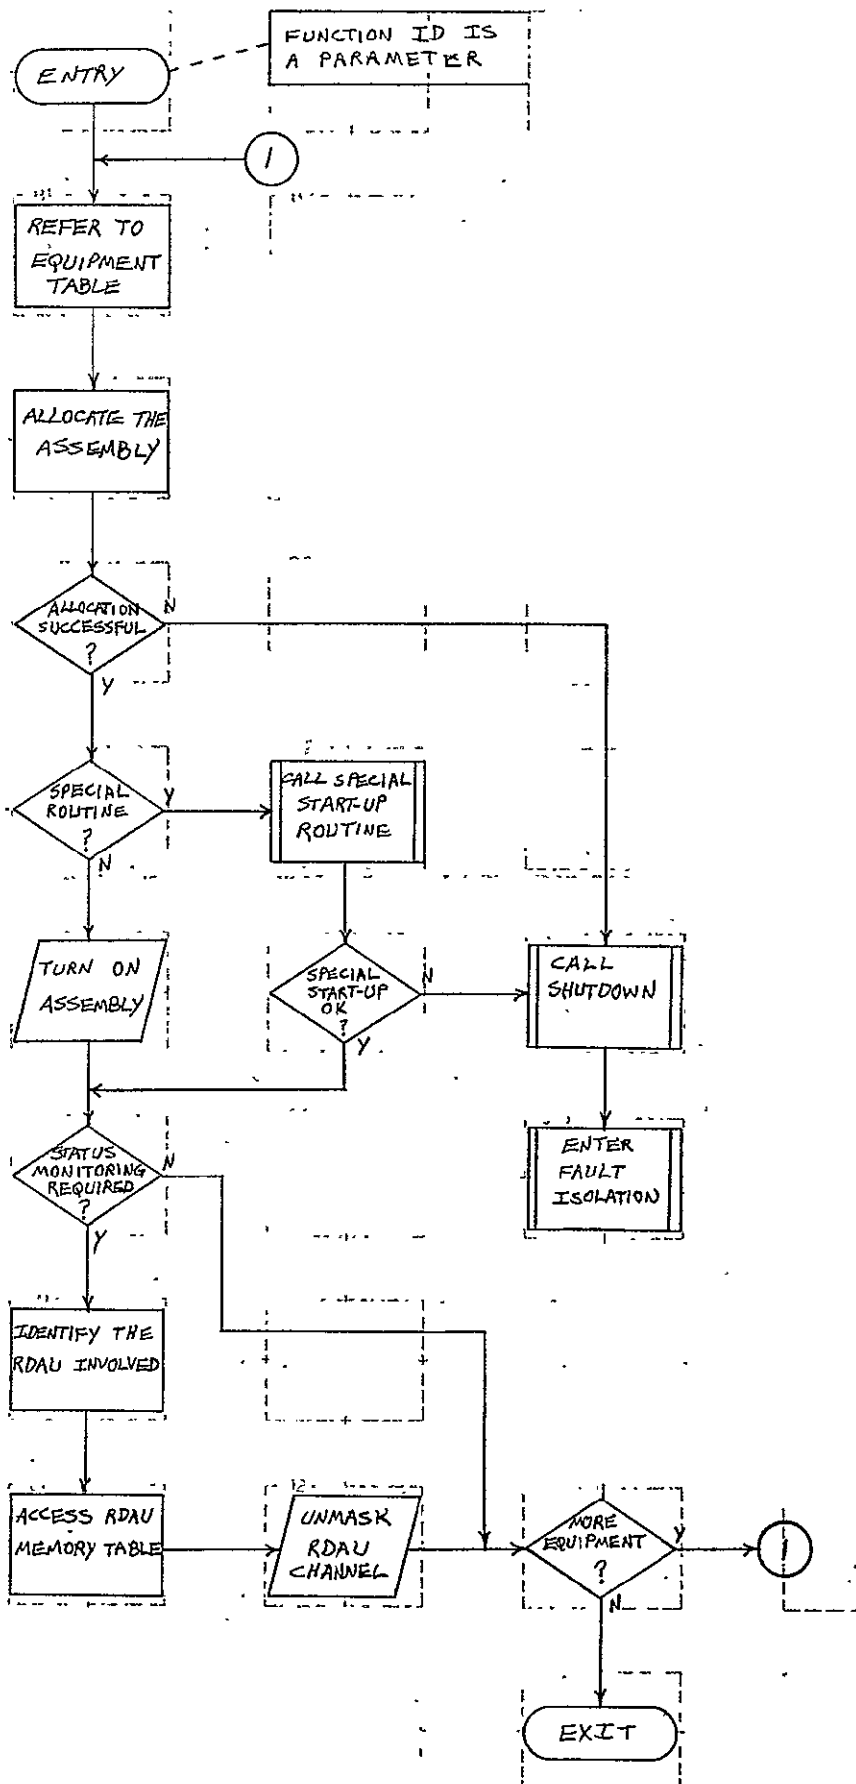 FUNCTION ID IS
A PARAMETER
ENTRY
1
REFER TO
EQUIPMENT
TABLE
ALLOCATE THE
ASSEMBLY
ALLOCATION
SUCCESSFUL
?
N
Y
SPECIAL
ROUTINE
?
Y
N
CALL SPECIAL
START-UP
ROUTINE
TURN ON
ASSEMBLY
SPECIAL
START-UP
OK
?
N
Y
CALL
SHUTDOWN
STATUS
MONITORING
REQUIRED
?
N
Y
ENTER
FAULT
ISOLATION
IDENTIFY THE
RDAU INVOLVED
ACCESS RDAU
MEMORY TABLE
UNMASK
RDAU
CHANNEL
MORE
EQUIPMENT
?
Y
N
1
EXIT